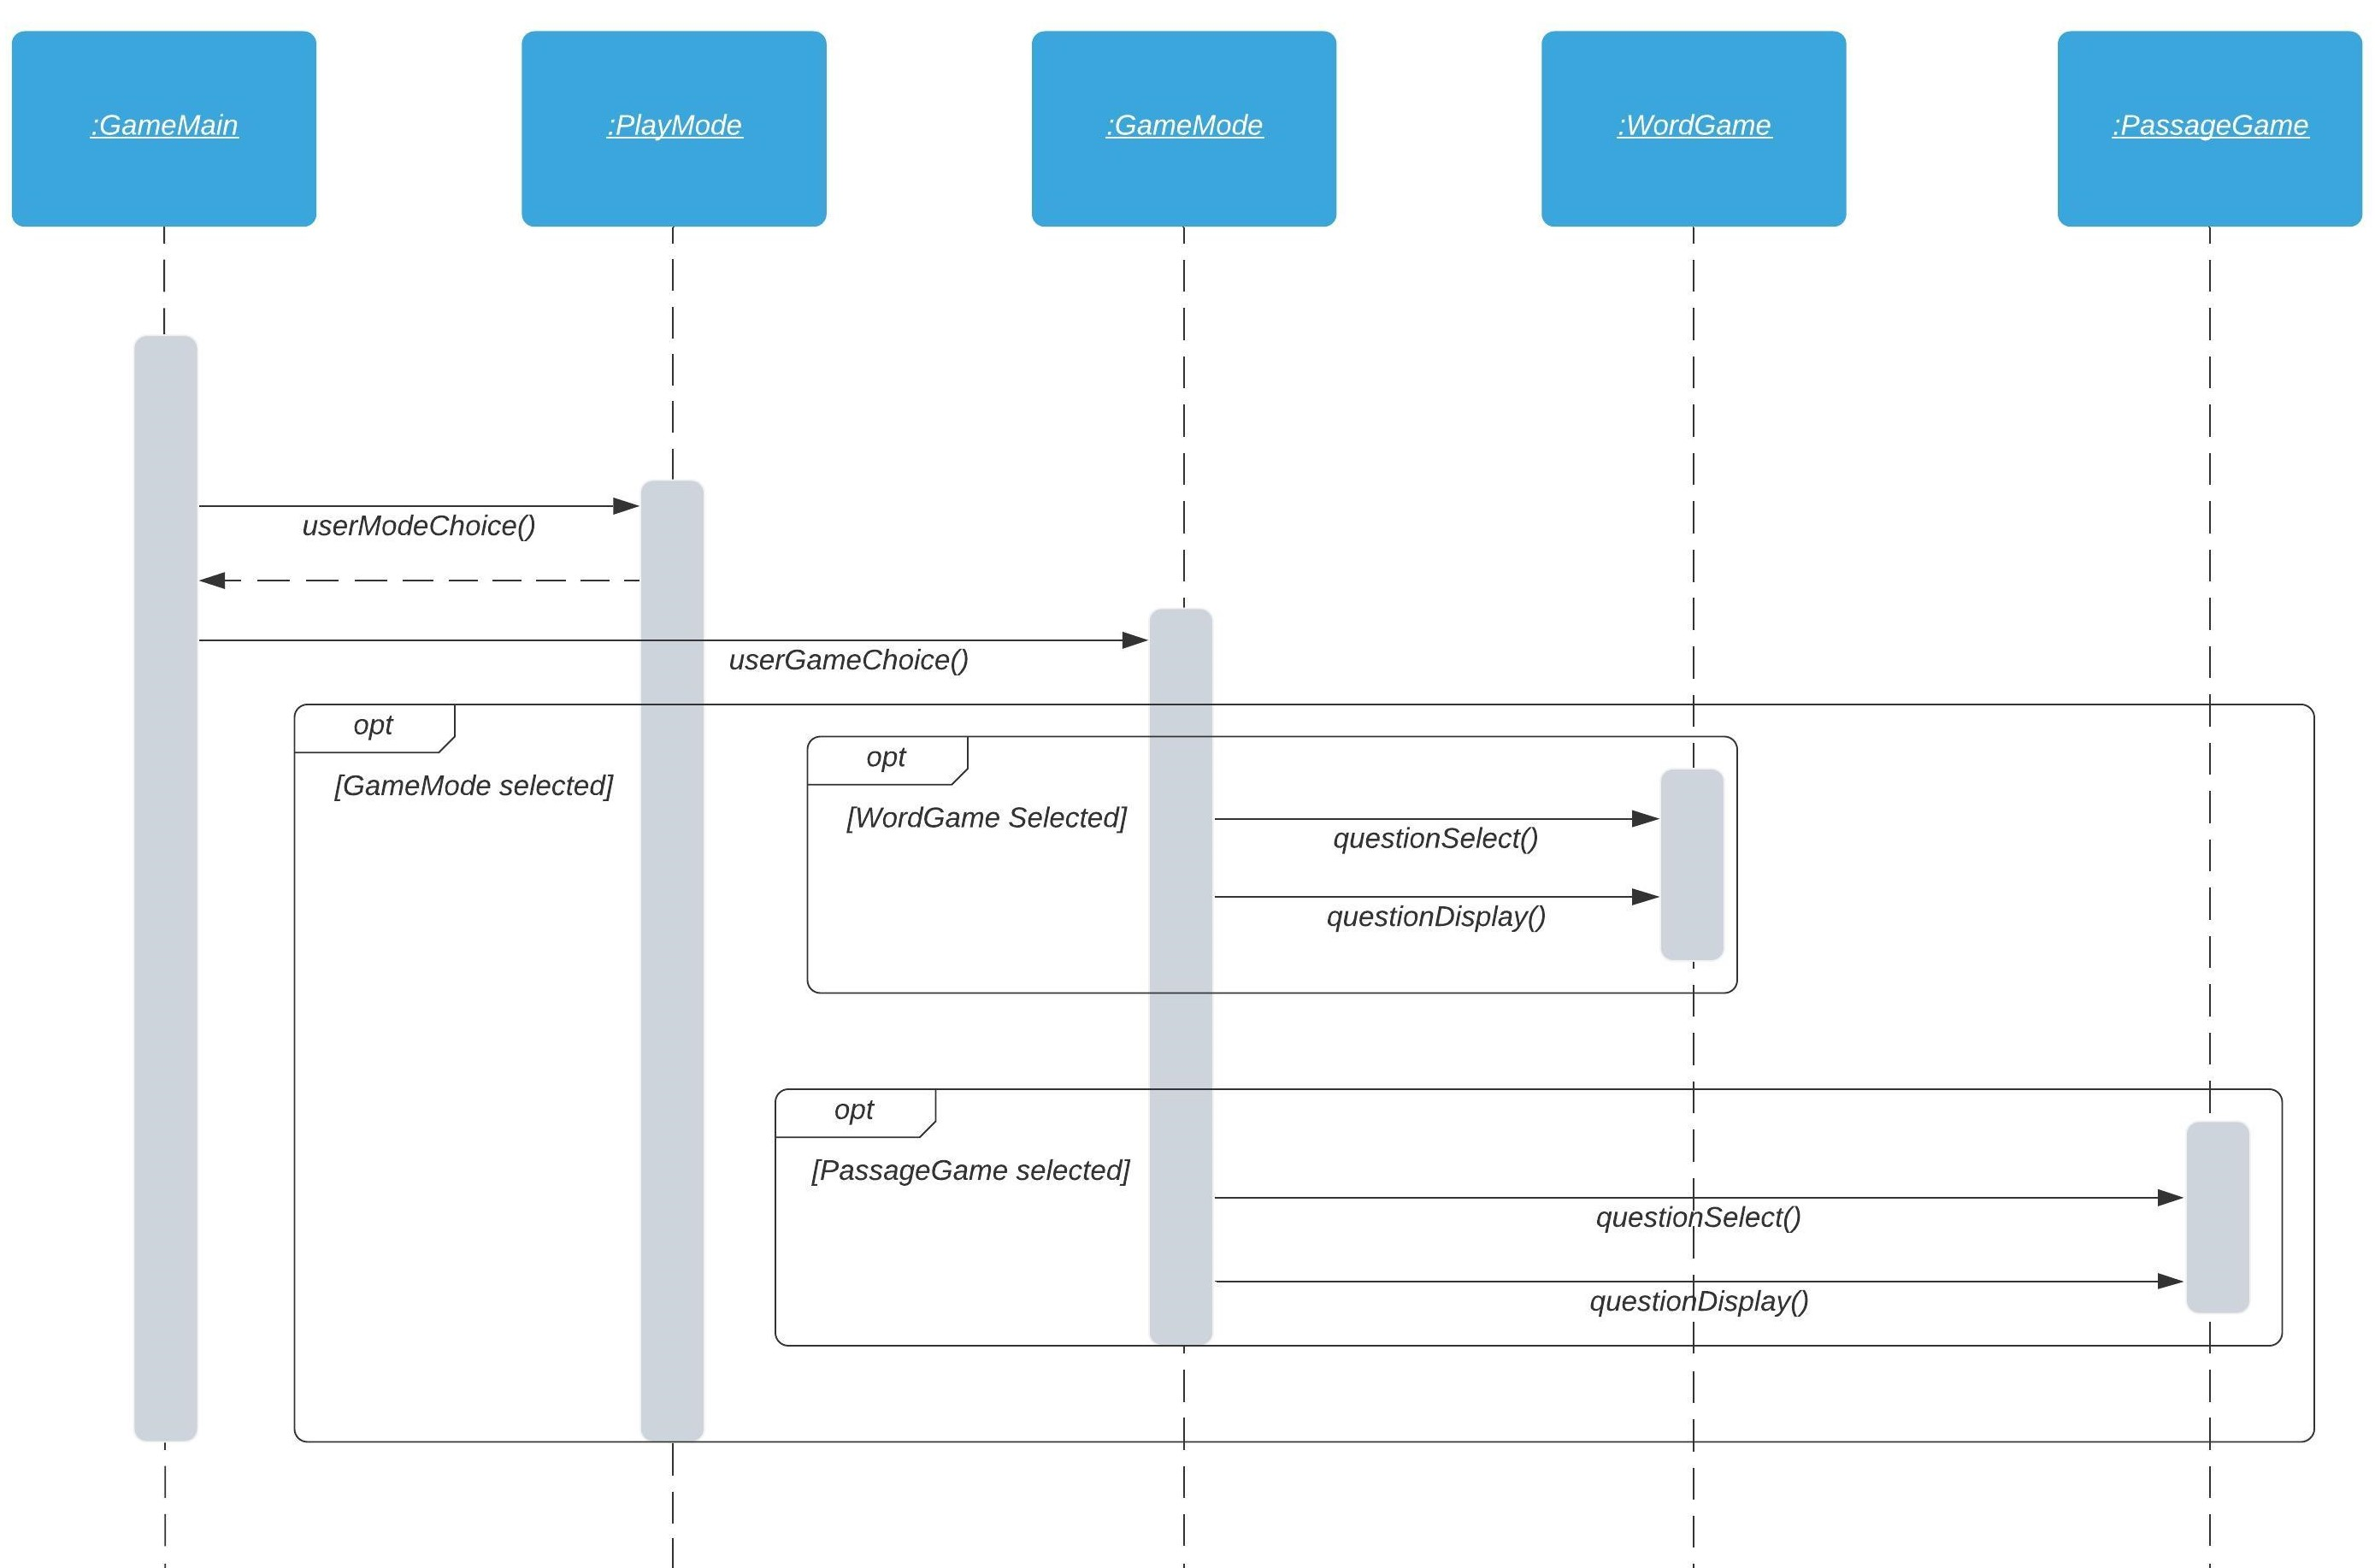 :GameMain
:PlayMode
:GameMode
:WordGame
:PassageGame
userModeChoice()
userGameChoice()
opt
[GameMode selected]
opt
[WordGame Selected]
questionSelect()
questionDisplay()
opt
[PassageGame selected]
questionSelect()
questionDisplay()